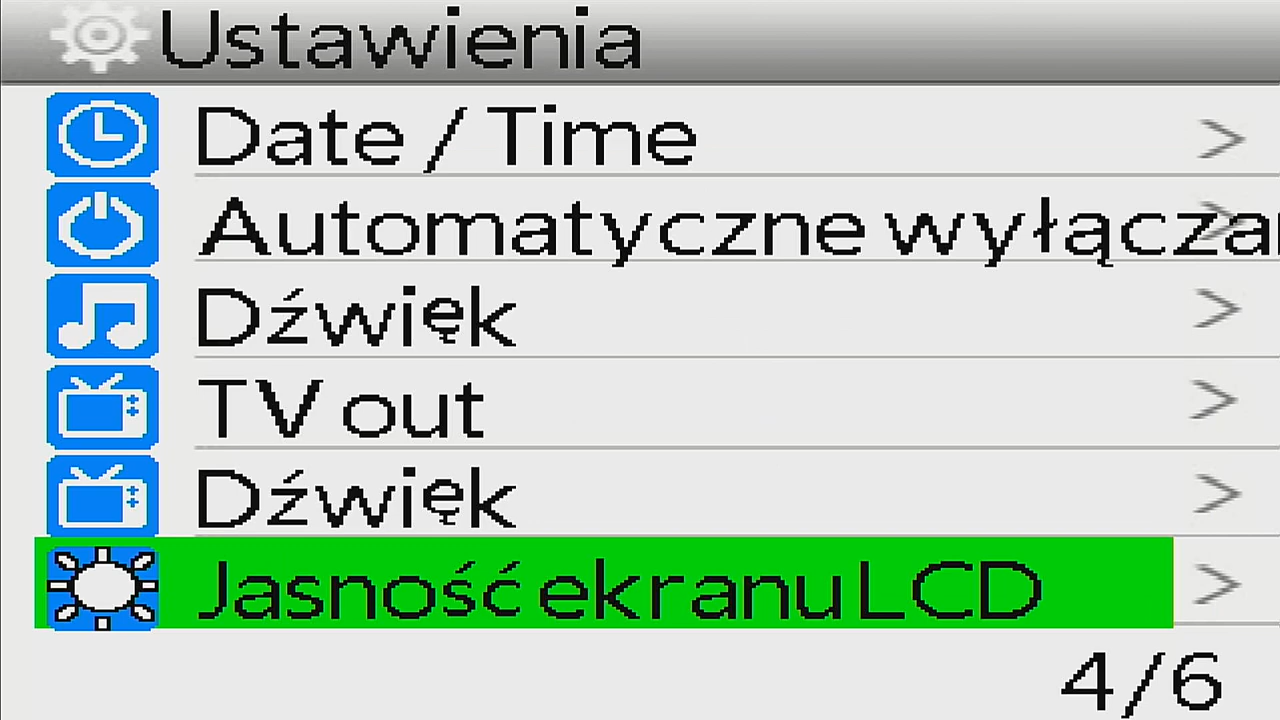 Ustawienia
Date / Time
Automatyczne wyłącza
Dźwięk
TV out
Dźwięk
Jasność ekranu LCD
4/6